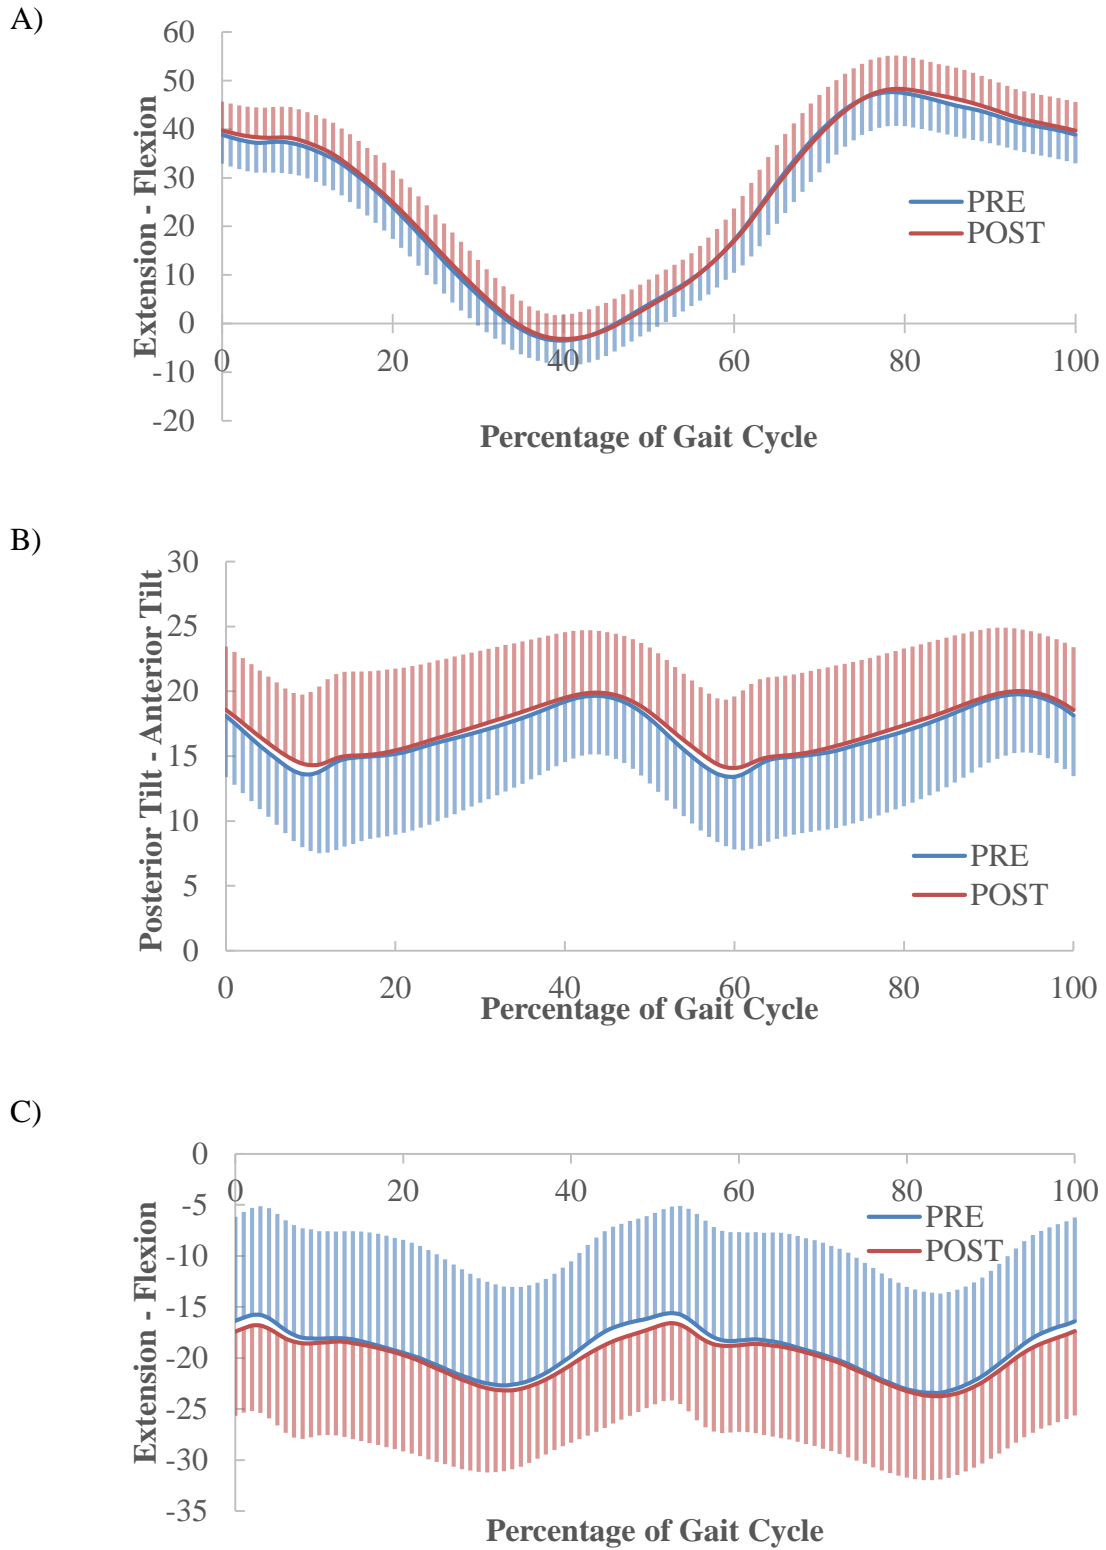 A)
60
50
40
30
20
10
0
-10
-20
Extension - Flexion
0 20 40 60 80 100
PRE
POST
Percentage of Gait Cycle
B)
30
25
20
15
10
5
0
Posterior Tilt - Anterior Tilt
PRE
POST
0 20 40 60 80 100
Percentage of Gait Cycle
C)
0
-5
-10
-15
-20
-25
-30
-35
Extension - Flexion
0 20 40 60 80 100
PRE
POST
Percentage of Gait Cycle